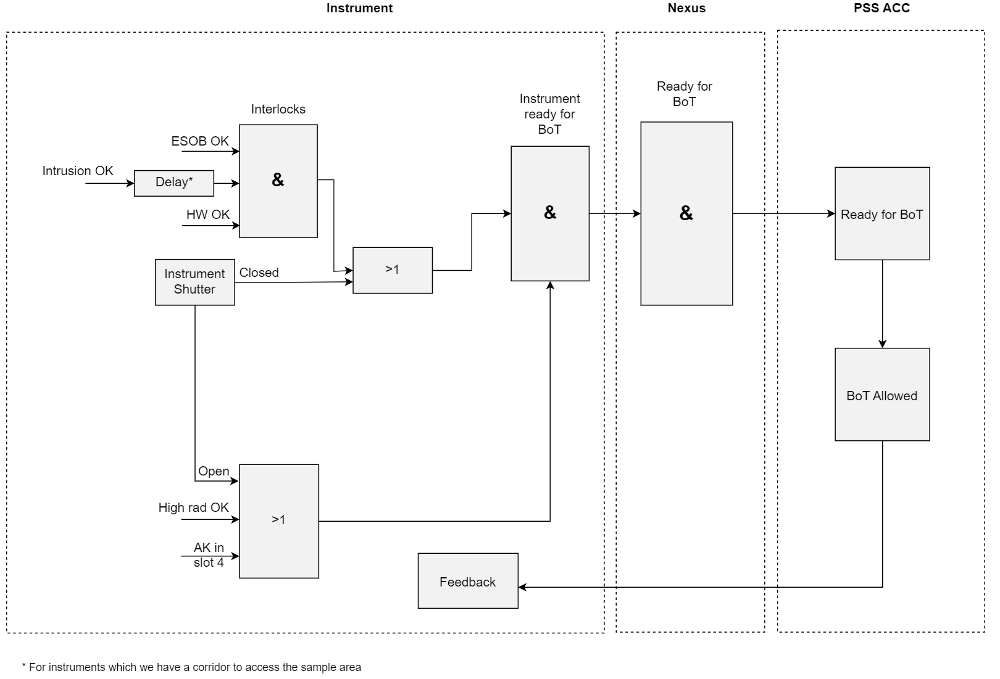 Instrument
Nexus
PSS ACC
Ready for
BoT
Instrument
ready for
BoT
Interlocks
ESOB OK
Intrusion OK
Delay*
&
HW OK
&
&
Ready for BoT
Instrument
Shutter
Closed
>1
BoT Allowed
Open
High rad OK
>1
AK in
slot 4
Feedback
* For instruments which we have a corridor to access the sample area